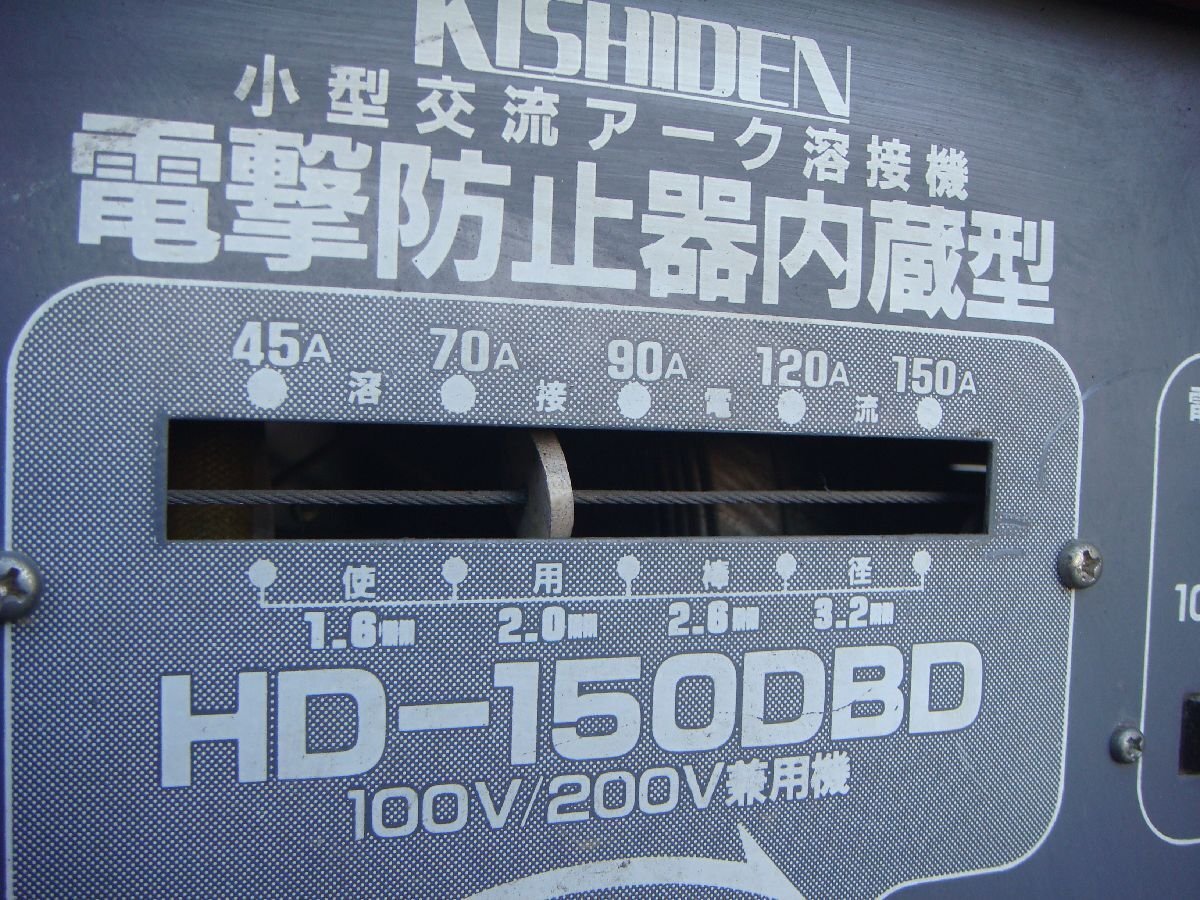 KISHIDEN
小型交流アーク溶接機
電撃防止器内蔵型
45A 70A 90A 120A 150A
溶接電流
使用棒径
1.6mm 2.0mm 2.6mm 3.2mm
HD-150DBD
100V/200V兼用機